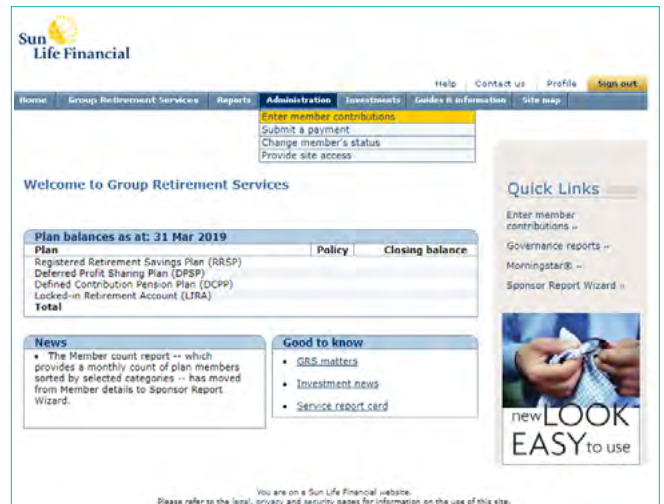 Sun
Life Financial
Help Contact us Profile Sign out
Home Group Retirement Services Reports Administration Investments Guides & information Site map
Enter member contributions
Submit a payment
Change member's status
Provide site access
Welcome to Group Retirement Services
Plan balances as at: 31 Mar 2019
Plan Policy Closing balance
Registered Retirement Savings Plan (RRSP)
Deferred Profit Sharing Plan (DPSP)
Defined Contribution Pension Plan (DCPP)
Locked-in Retirement Account (LIRA)
Total
News
• The Member count report -- which
provides a monthly count of plan members
sorted by selected categories -- has moved
from Member details to Sponsor Report
Wizard.
Good to know
• GRS matters
• Investment news
• Service report card
Quick Links
Enter member
contributions »
Governance reports »
Morningstar® »
Sponsor Report Wizard »
new LOOK
EASY to use
You are on a Sun Life Financial website.
Please refer to the legal, privacy and security pages for information on the use of this site.